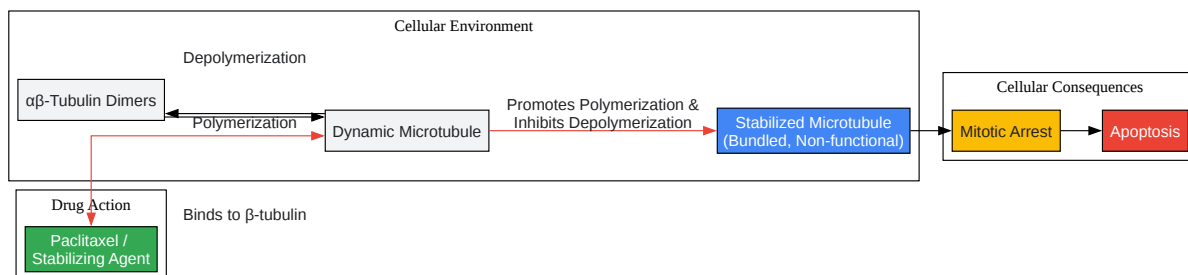 Cellular Environment
Depolymerization
αβ-Tubulin Dimers
Polymerization
Dynamic Microtubule
Promotes Polymerization &
Inhibits Depolymerization
Stabilized Microtubule
(Bundled, Non-functional)
Cellular Consequences
Mitotic Arrest
Apoptosis
Drug Action
Binds to β-tubulin
Paclitaxel /
Stabilizing Agent